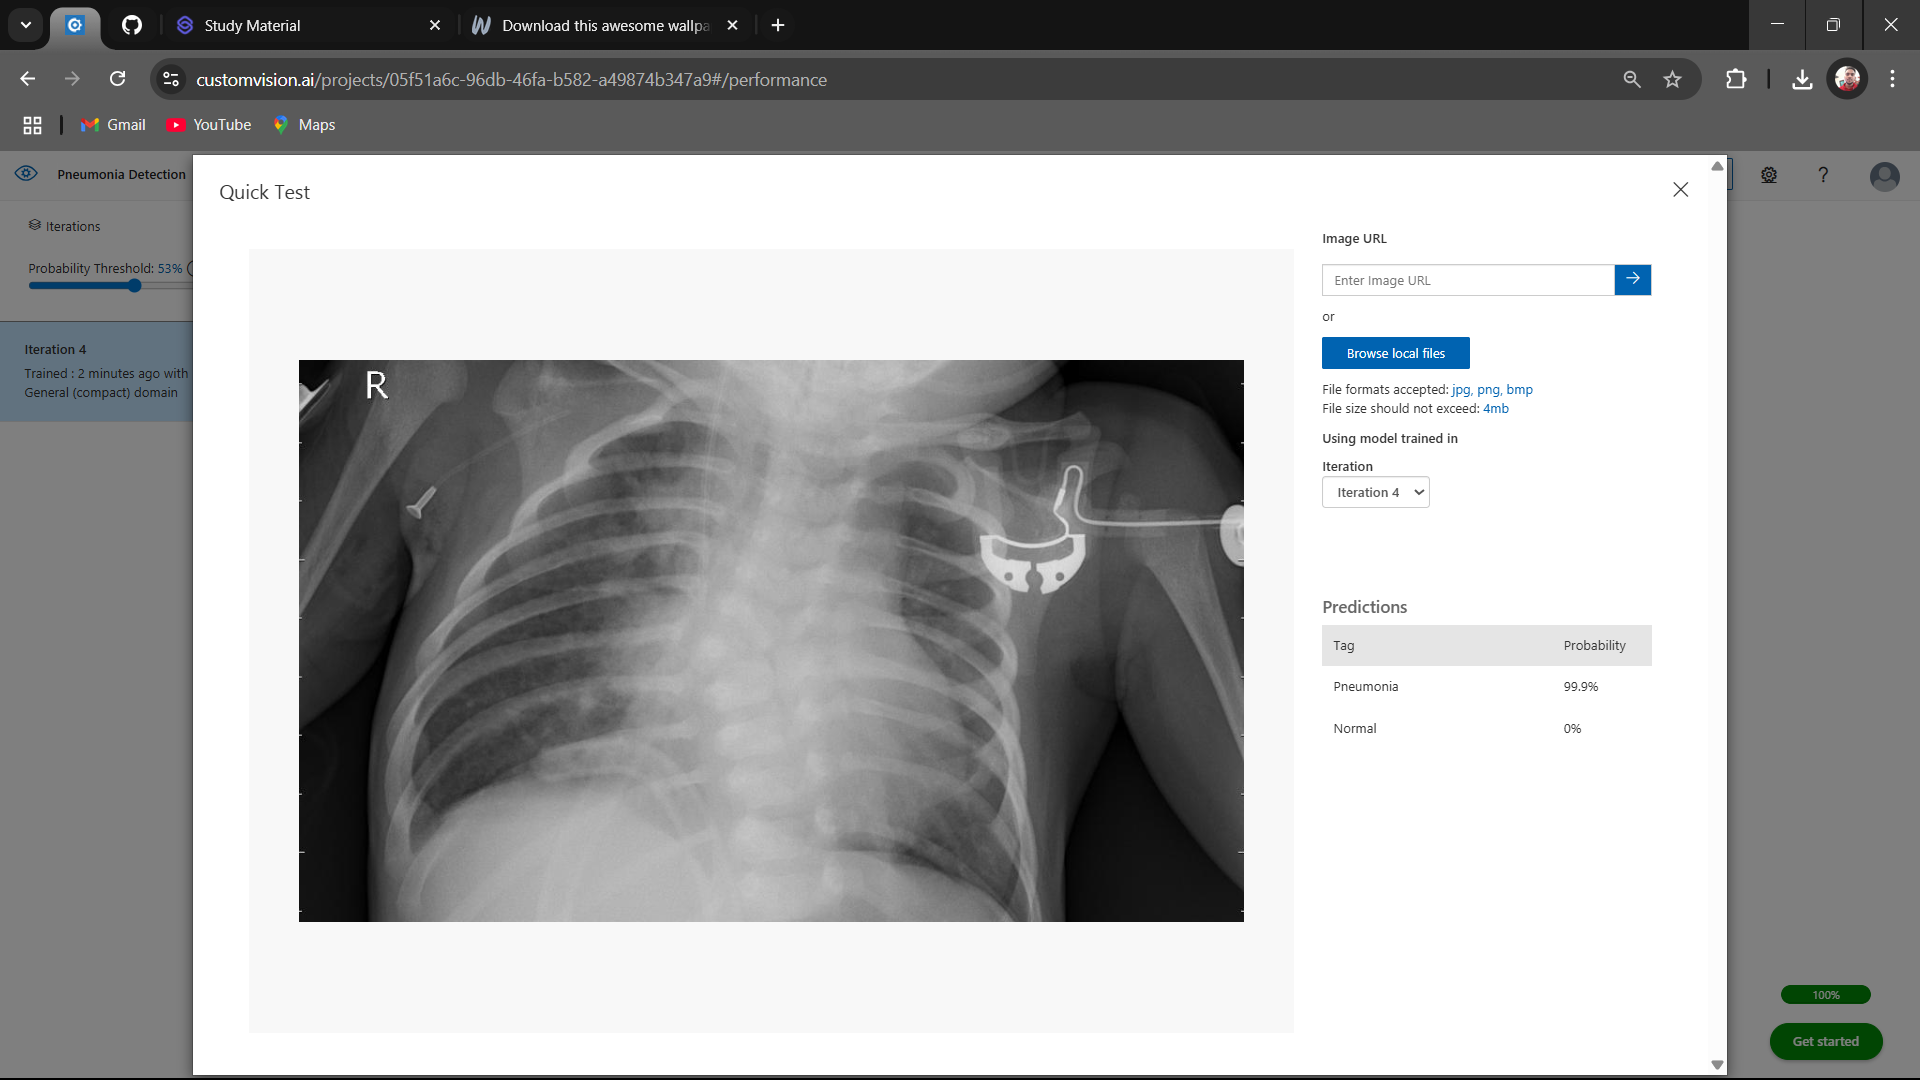 Study Material
Download this awesome wallpa
customvision.ai/projects/05f51a6c-96db-46fa-b582-a49874b347a9#/performance
Gmail
YouTube
Maps
Pneumonia Detection
Iterations
Probability Threshold: 53%
Iteration 4
Trained : 2 minutes ago with
General (compact) domain
Quick Test
R
Image URL
Enter Image URL
or
Browse local files
File formats accepted: jpg, png, bmp
File size should not exceed: 4mb
Using model trained in
Iteration
Iteration 4
Predictions
Tag Probability
Pneumonia 99.9%
Normal 0%
?
100%
Get started